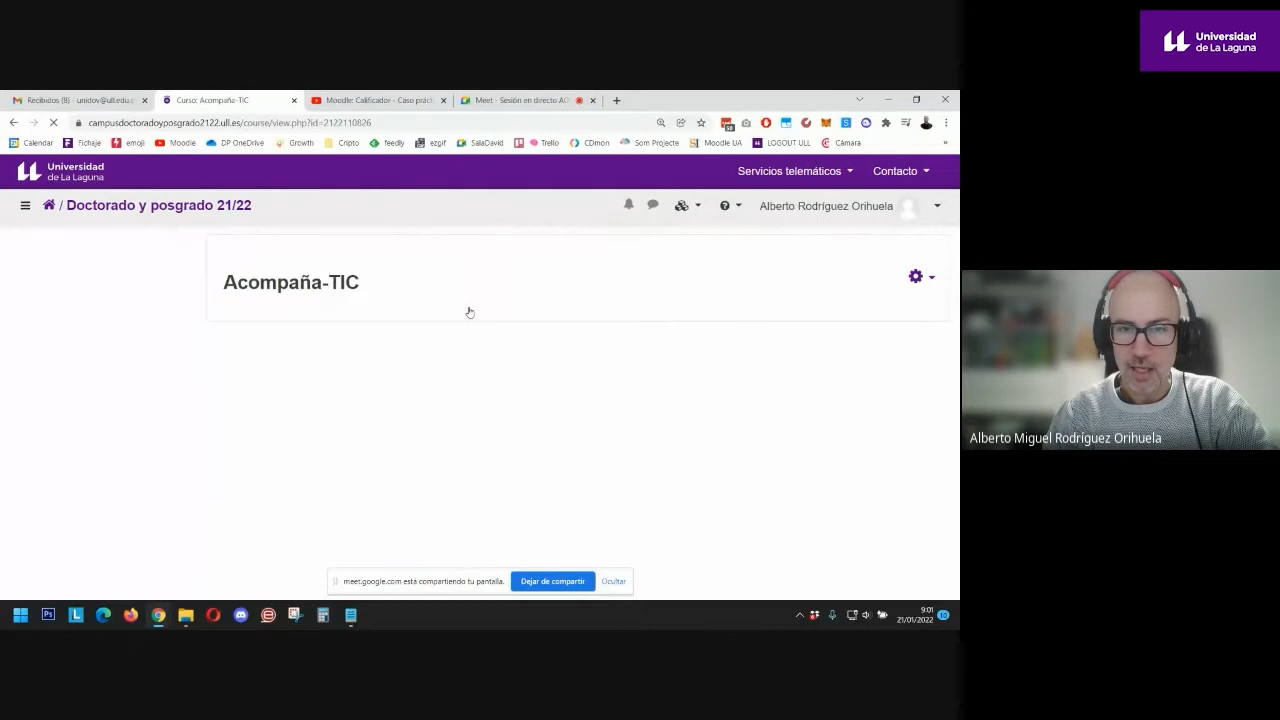 Universidad
de La Laguna
Recibidos (8) - unidov@ull.edu.e
Curso: Acompaña-TIC
Moodle: Calificador - Caso práct
Meet - Sesión en directo
campusdoctoradoyposgrado2122.ull.es/course/view.php?id=2122110826
Calendar
Fichaje
emoji
Moodle
DP OneDrive
Growth
Cripto
feedly
ezgif
SalaDavid
Trello
CDmon
Som Projecte
Moodle UA
LOGOUT ULL
Cámara
»
Universidad
de La Laguna
Servicios telemáticos
Contacto
/ Doctorado y posgrado 21/22
Alberto Rodríguez Orihuela
Acompaña-TIC
Alberto Miguel Rodríguez Orihuela
meet.google.com está compartiendo tu pantalla.
Dejar de compartir
Ocultar
9:01
21/01/2022